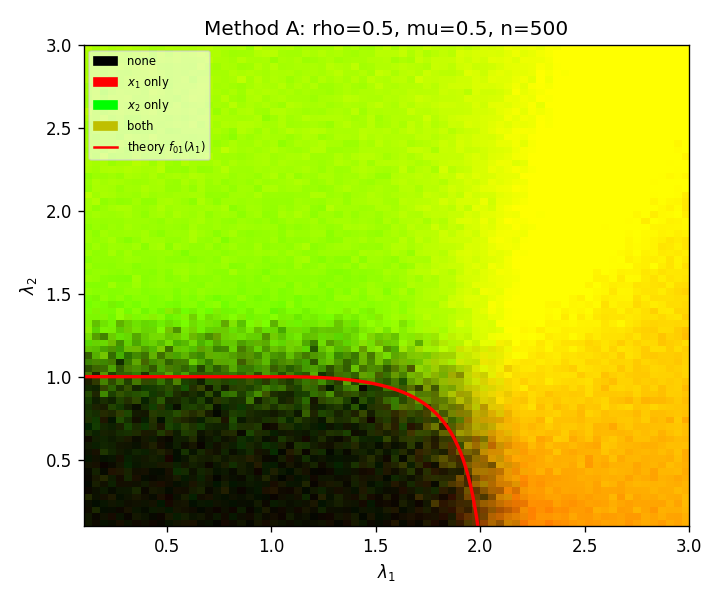 Method A: rho=0.5, mu=0.5, n=500
3.0
2.5
2.0
1.5
1.0
0.5
λ₂
none
x₁ only
x₂ only
both
theory f₀₁(λ₁)
0.5 1.0 1.5 2.0 2.5 3.0
λ₁